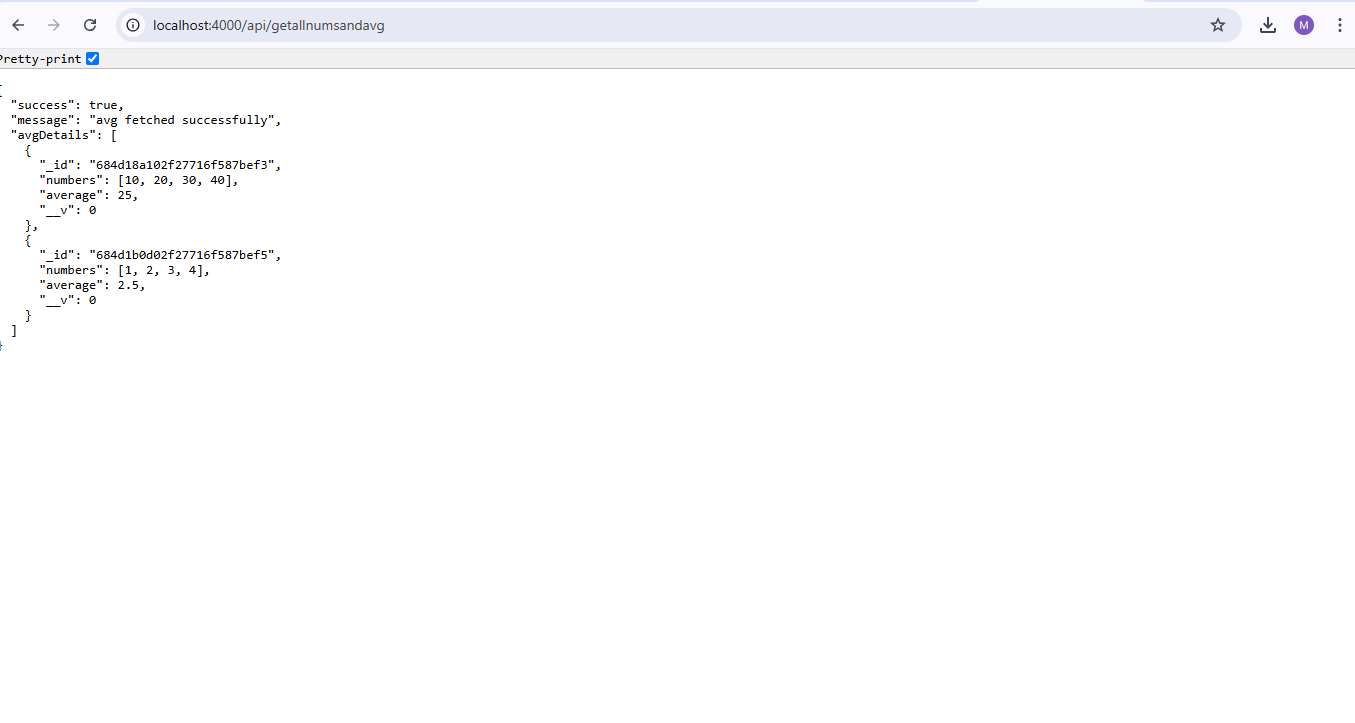 localhost:4000/api/getallnumsandavg
M
Pretty-print
{
"success": true,
"message": "avg fetched successfully",
"avgDetails": [
{
"_id": "684d18a102f27716f587bef3",
"numbers": [10, 20, 30, 40],
"average": 25,
"__v": 0
},
{
"_id": "684d1b0d02f27716f587bef5",
"numbers": [1, 2, 3, 4],
"average": 2.5,
"__v": 0
}
]
}